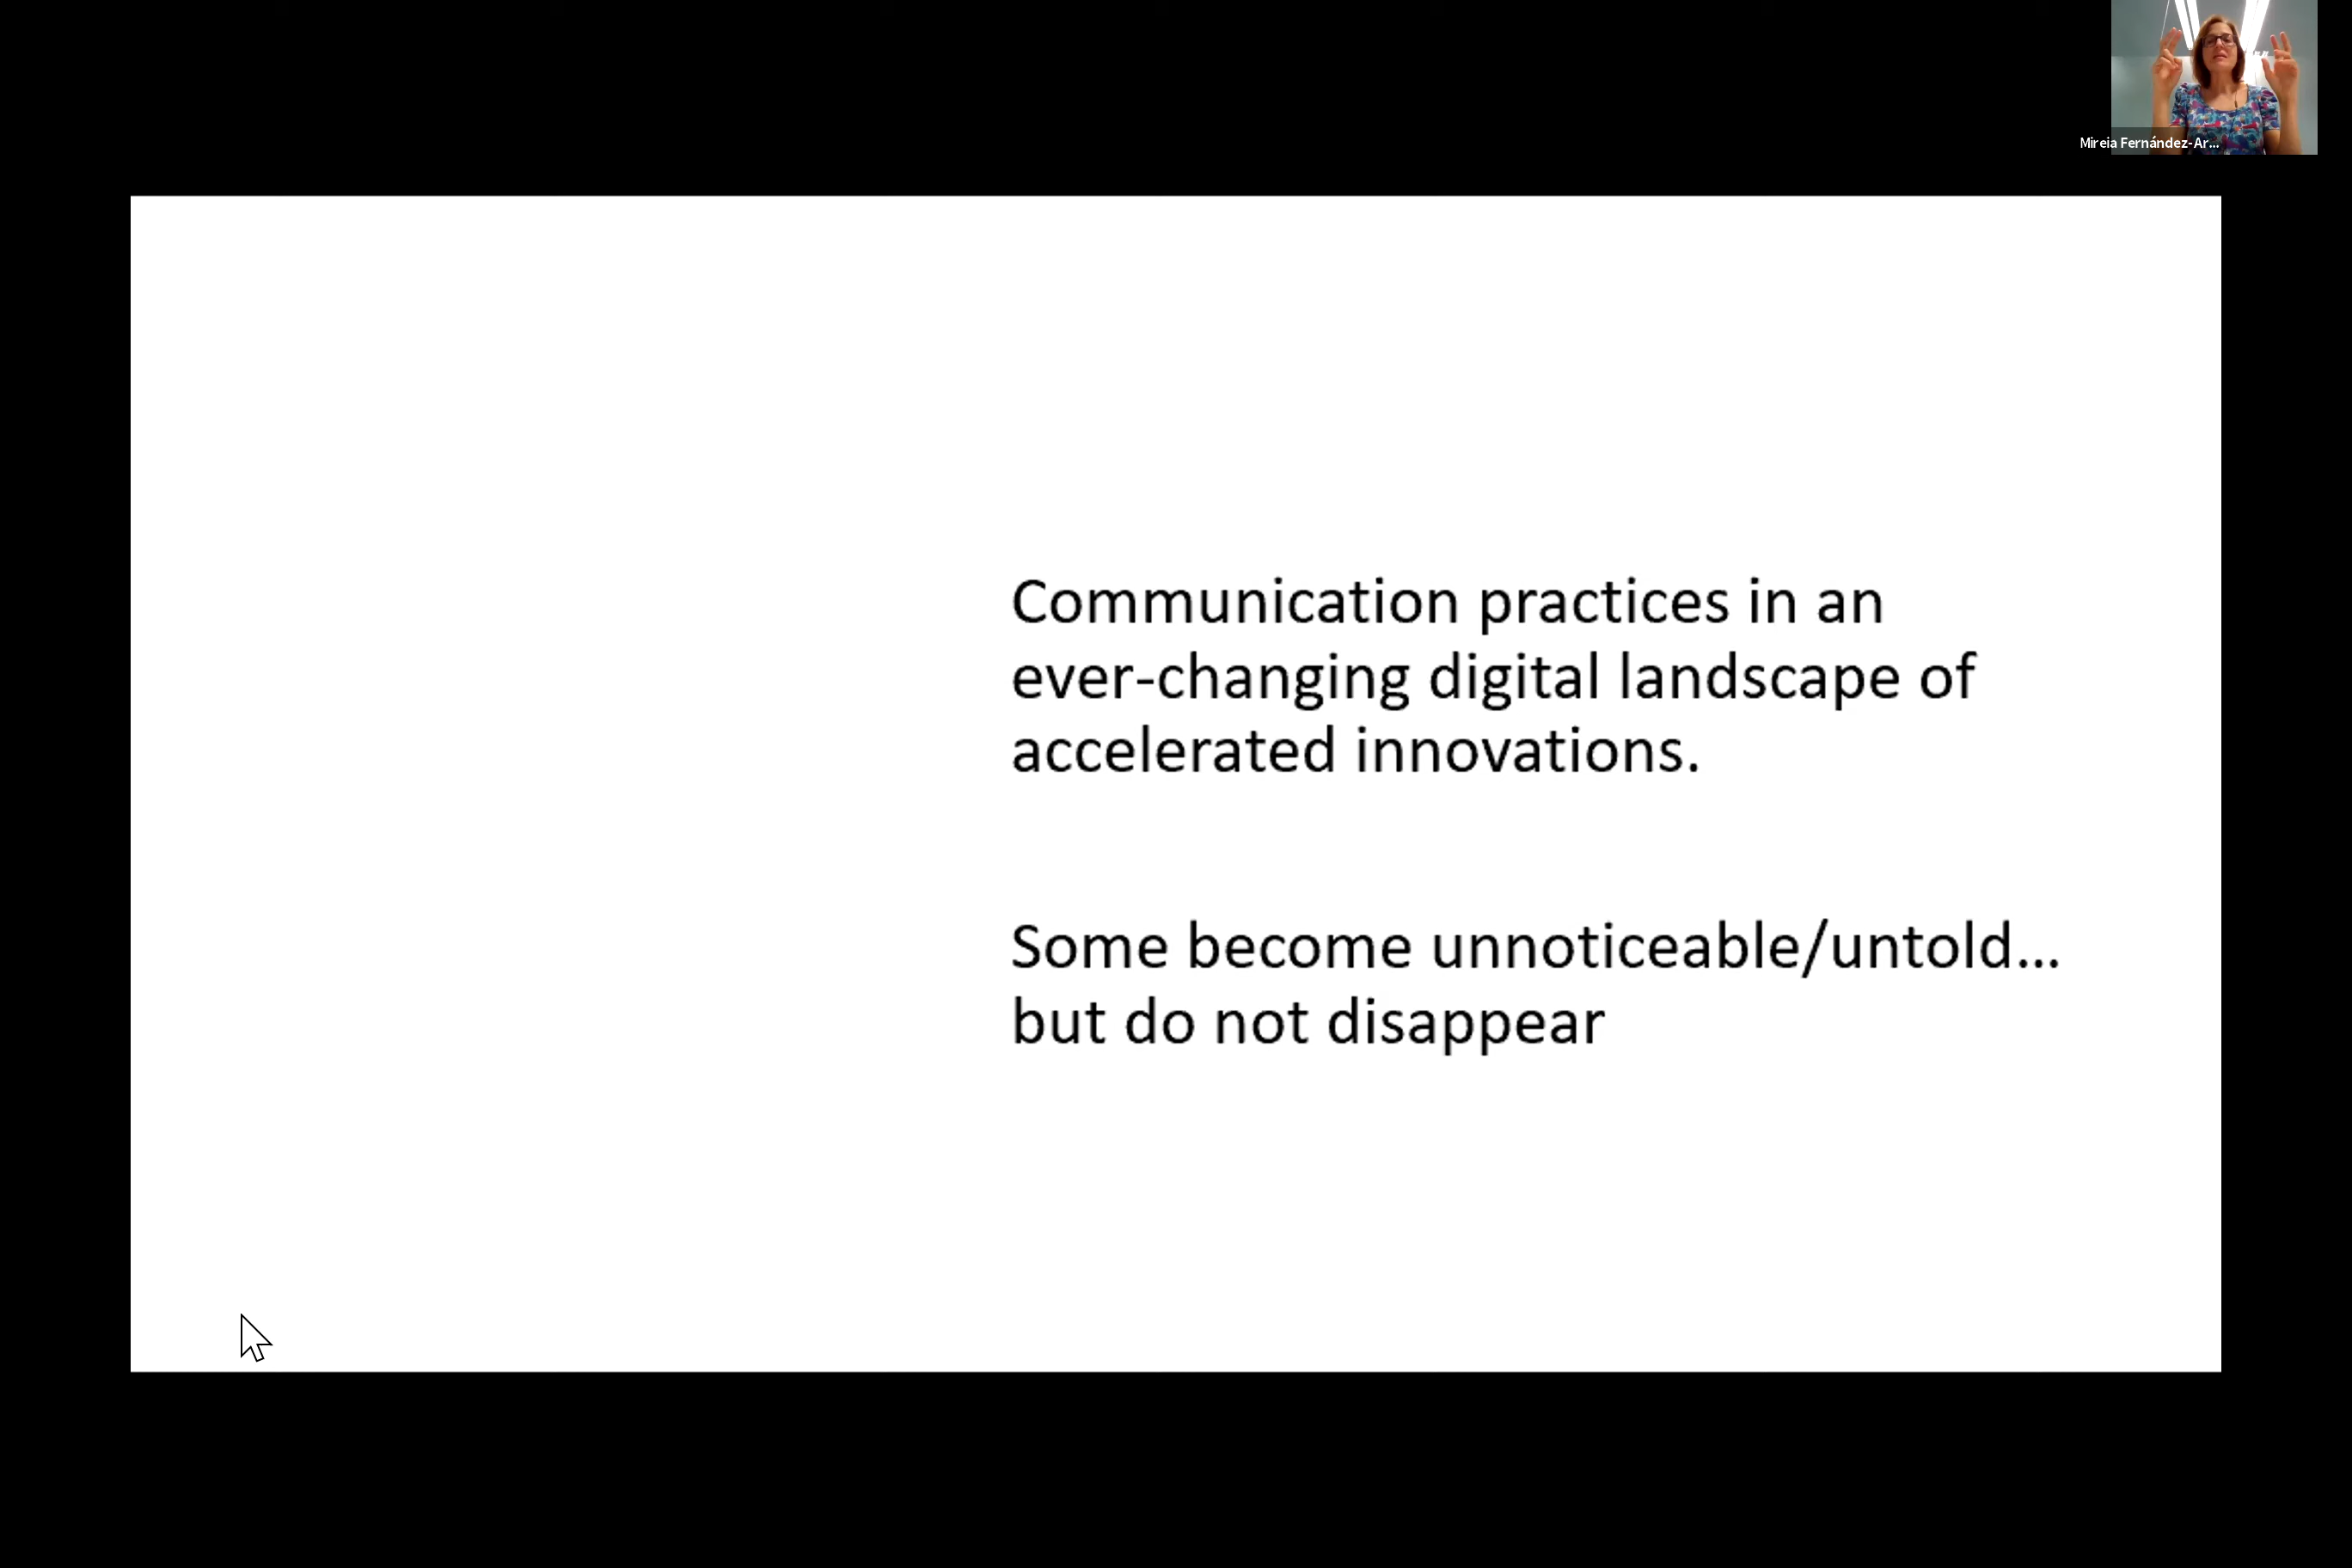 Mireia Fernández-Ar...
Communication practices in an
ever-changing digital landscape of
accelerated innovations.
Some become unnoticeable/untold...
but do not disappear